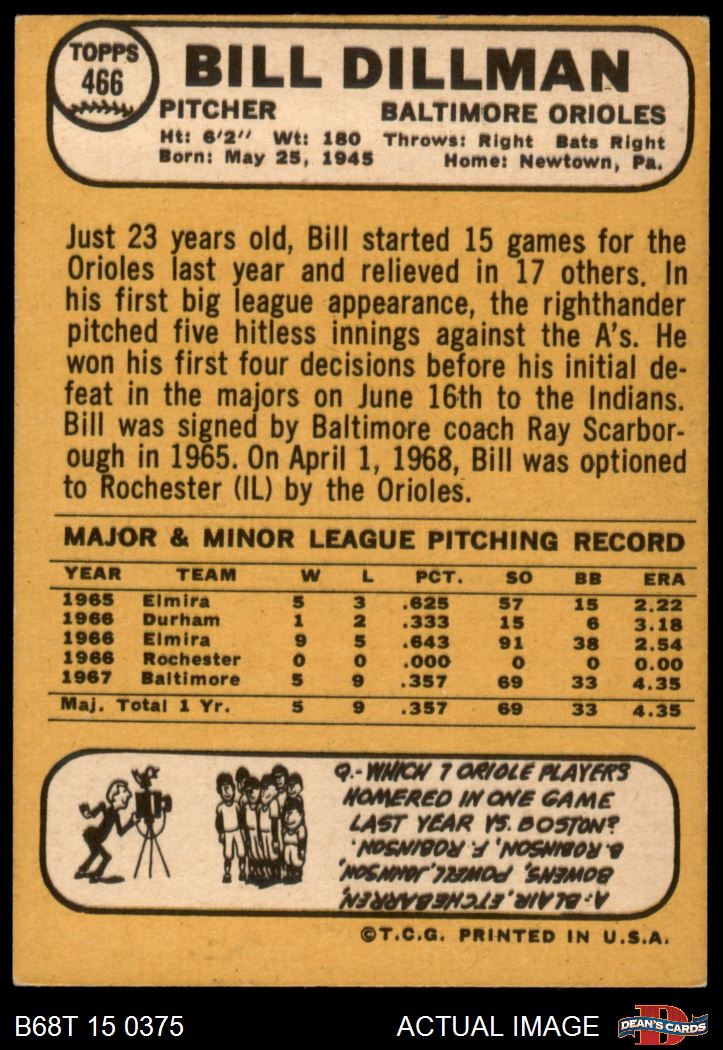 TOPPS
466
BILL DILLMAN
PITCHER BALTIMORE ORIOLES
Ht: 6'2" Wt: 180 Throws: Right Bats Right
Born: May 25, 1945 Home: Newtown, Pa.
Just 23 years old, Bill started 15 games for the
Orioles last year and relieved in 17 others. In
his first big league appearance, the righthander
pitched five hitless innings against the A's. He
won his first four decisions before his initial de-
feat in the majors on June 16th to the Indians.
Bill was signed by Baltimore coach Ray Scarbor-
ough in 1965. On April 1, 1968, Bill was optioned
to Rochester (IL) by the Orioles.
MAJOR & MINOR LEAGUE PITCHING RECORD
YEAR TEAM W L PCT. SO BB ERA
1965 Elmira 5 3 .625 57 15 2.22
1966 Durham 1 2 .333 15 6 3.18
1966 Elmira 9 5 .643 91 38 2.54
1966 Rochester 0 0 .000 0 0 0.00
1967 Baltimore 5 9 .357 69 33 4.35
Maj. Total 1 Yr. 5 9 .357 69 33 4.35
Q.- WHICH 7 ORIOLE PLAYERS
HOMERED IN ONE GAME
LAST YEAR VS. BOSTON?
A.- BLAIR, ETCHEBARREN,
BOWENS, POWELL, JOHNSON,
B. ROBINSON, F. ROBINSON.
©T.C.G. PRINTED IN U.S.A.
B68T 15 0375 ACTUAL IMAGE
DEAN'S CARDS